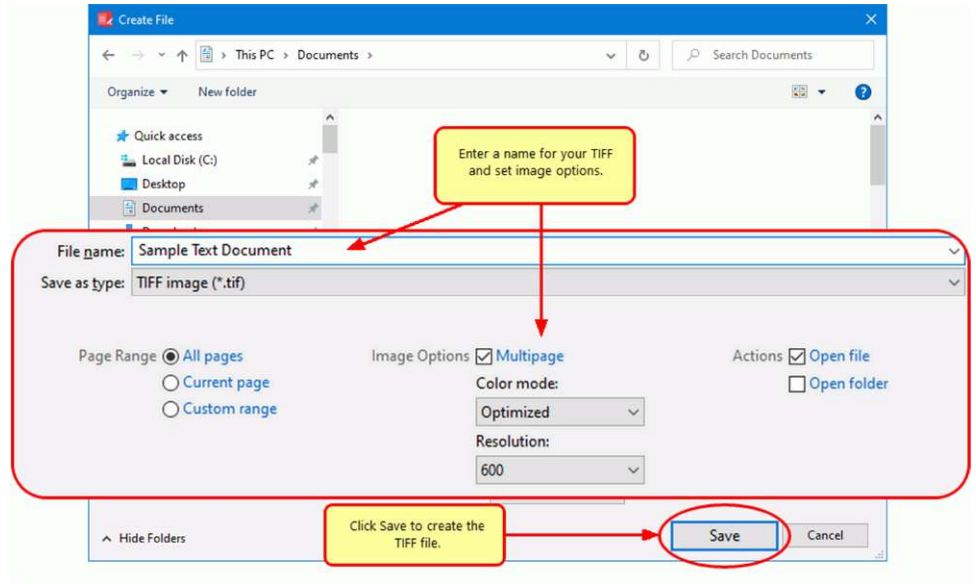 Create File
This PC > Documents >
Search Documents
Organize
New folder
Quick access
Local Disk (C:)
Desktop
Documents
Enter a name for your TIFF
and set image options.
File name: Sample Text Document
Save as type: TIFF image (*.tif)
Page Range All pages
Current page
Custom range
Image Options Multipage
Color mode:
Optimized
Resolution:
600
Actions Open file
Open folder
Click Save to create the
TIFF file.
Hide Folders
Save
Cancel